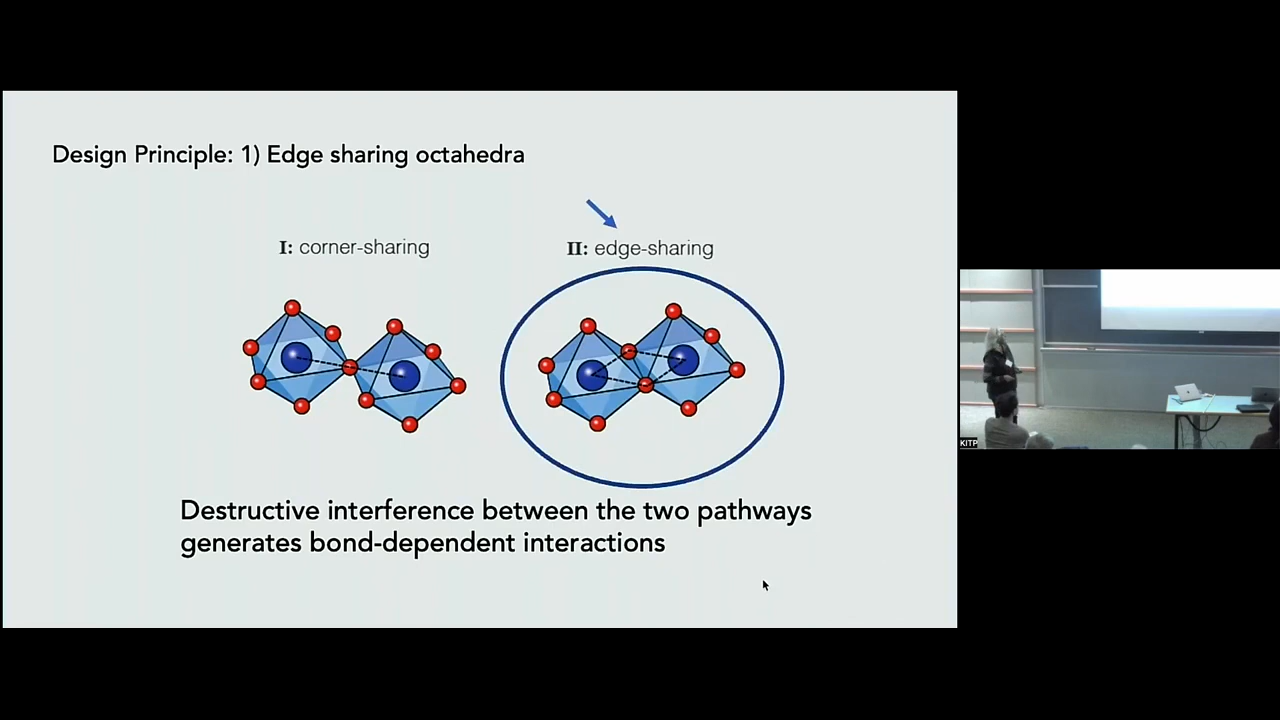 Design Principle: 1) Edge sharing octahedra
I: corner-sharing
II: edge-sharing
Destructive interference between the two pathways
generates bond-dependent interactions
KITP